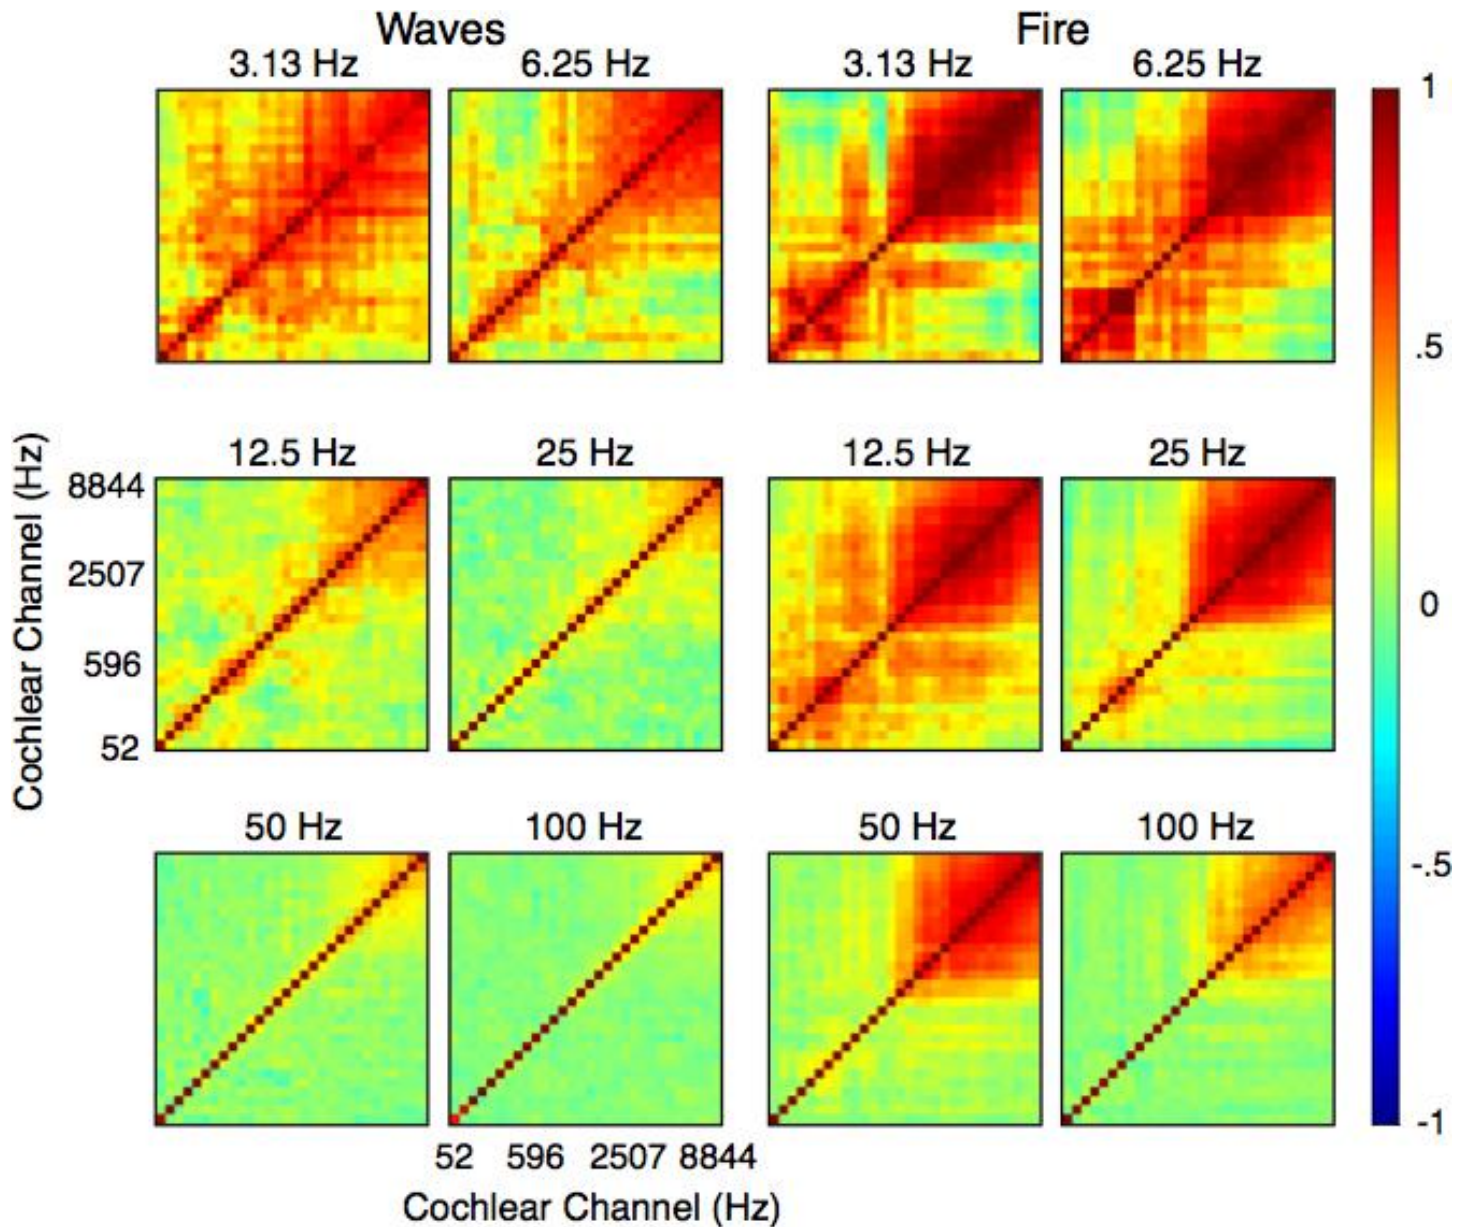 Waves Fire
3.13 Hz 6.25 Hz 3.13 Hz 6.25 Hz
1
.5
0
-.5
-1
Cochlear Channel (Hz)
12.5 Hz 25 Hz 12.5 Hz 25 Hz
8844
2507
596
52
50 Hz 100 Hz 50 Hz 100 Hz
52 596 2507 8844
Cochlear Channel (Hz)